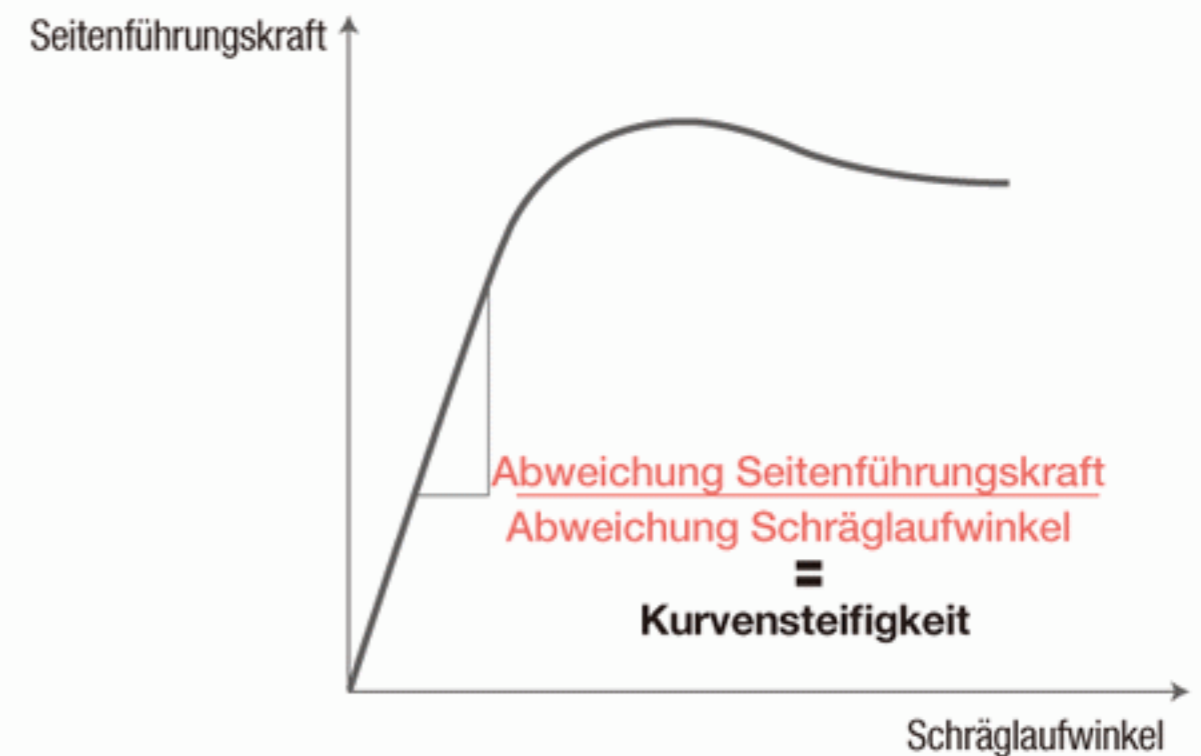 Seitenführungskraft
Abweichung Seitenführungskraft
Abweichung Schräglaufwinkel
=
Kurvensteifigkeit
Schräglaufwinkel